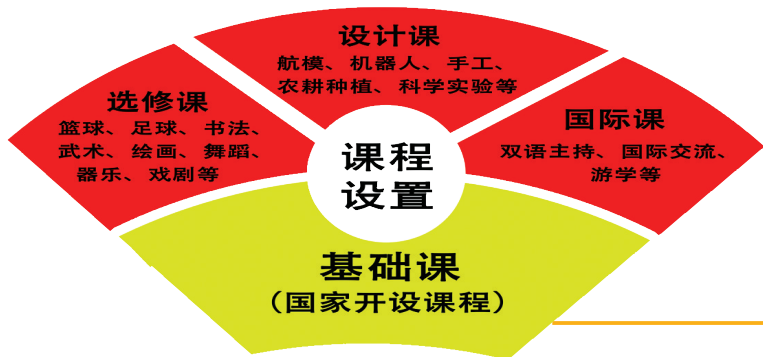 设计课
航模、机器人、手工、
农耕种植、科学实验等
选修课
篮球、足球、书法、
武术、绘画、舞蹈、
器乐、戏剧等
国际课
双语主持、国际交流、
游学等
课程
设置
基础课
（国家开设课程）